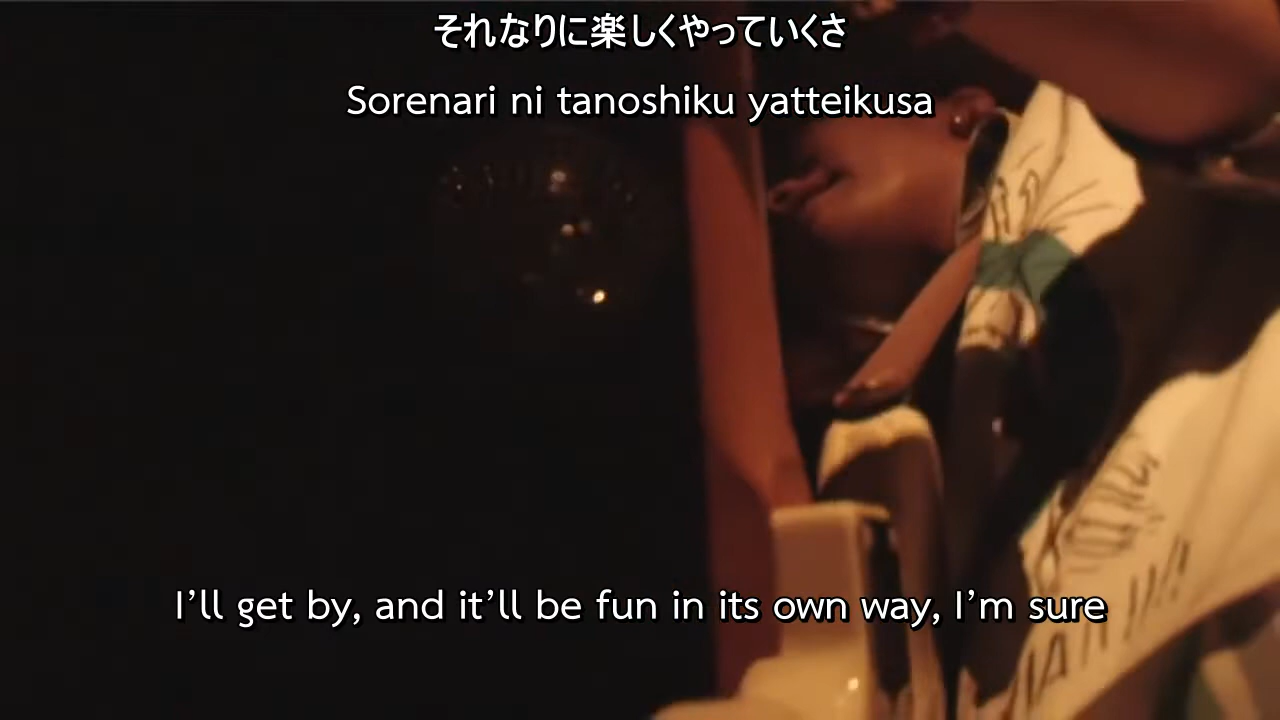 それなりに楽しくやっていくさ
Sorenari ni tanoshiku yatteikusa
I’ll get by, and it’ll be fun in its own way, I’m sure